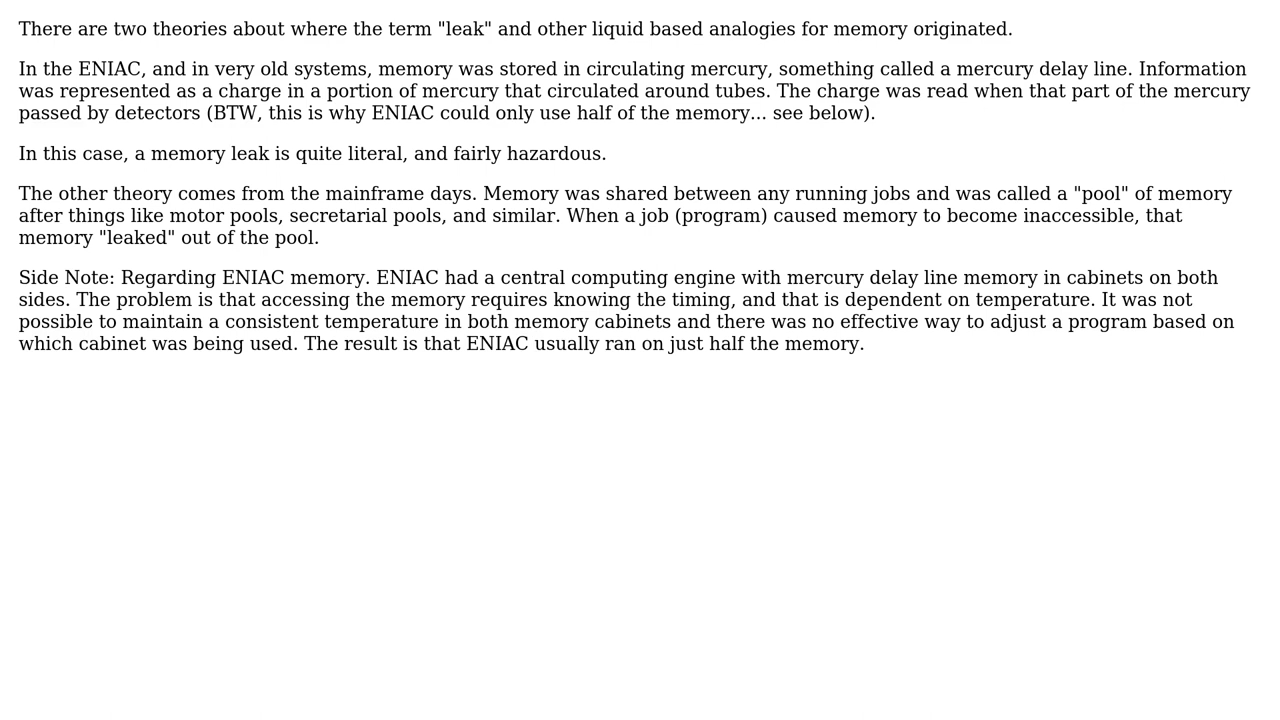 There are two theories about where the term "leak" and other liquid based analogies for memory originated.
In the ENIAC, and in very old systems, memory was stored in circulating mercury, something called a mercury delay line. Information
was represented as a charge in a portion of mercury that circulated around tubes. The charge was read when that part of the mercury
passed by detectors (BTW, this is why ENIAC could only use half of the memory... see below).
In this case, a memory leak is quite literal, and fairly hazardous.
The other theory comes from the mainframe days. Memory was shared between any running jobs and was called a "pool" of memory
after things like motor pools, secretarial pools, and similar. When a job (program) caused memory to become inaccessible, that
memory "leaked" out of the pool.
Side Note: Regarding ENIAC memory. ENIAC had a central computing engine with mercury delay line memory in cabinets on both
sides. The problem is that accessing the memory requires knowing the timing, and that is dependent on temperature. It was not
possible to maintain a consistent temperature in both memory cabinets and there was no effective way to adjust a program based on
which cabinet was being used. The result is that ENIAC usually ran on just half the memory.